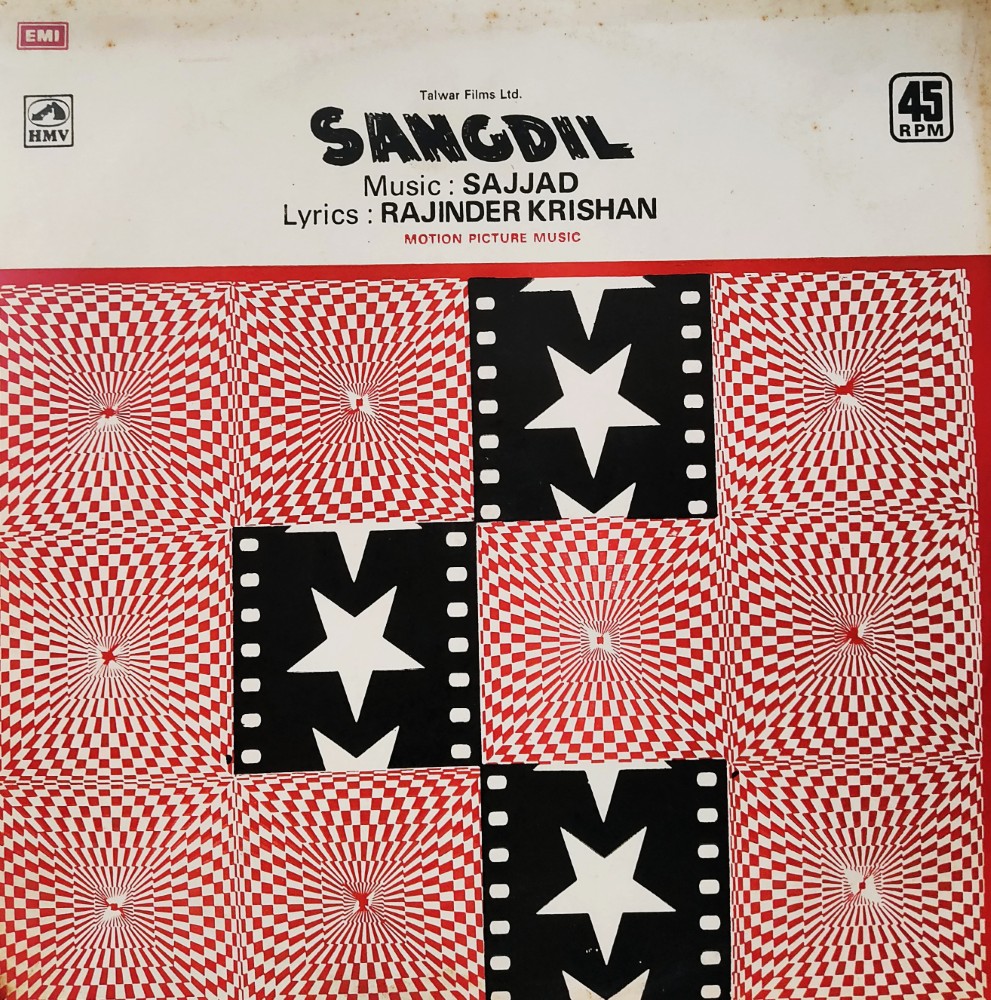 EMI
HMV
45
RPM
Talwar Films Ltd.
SANGDIL
Music : SAJJAD
Lyrics : RAJINDER KRISHAN
MOTION PICTURE MUSIC